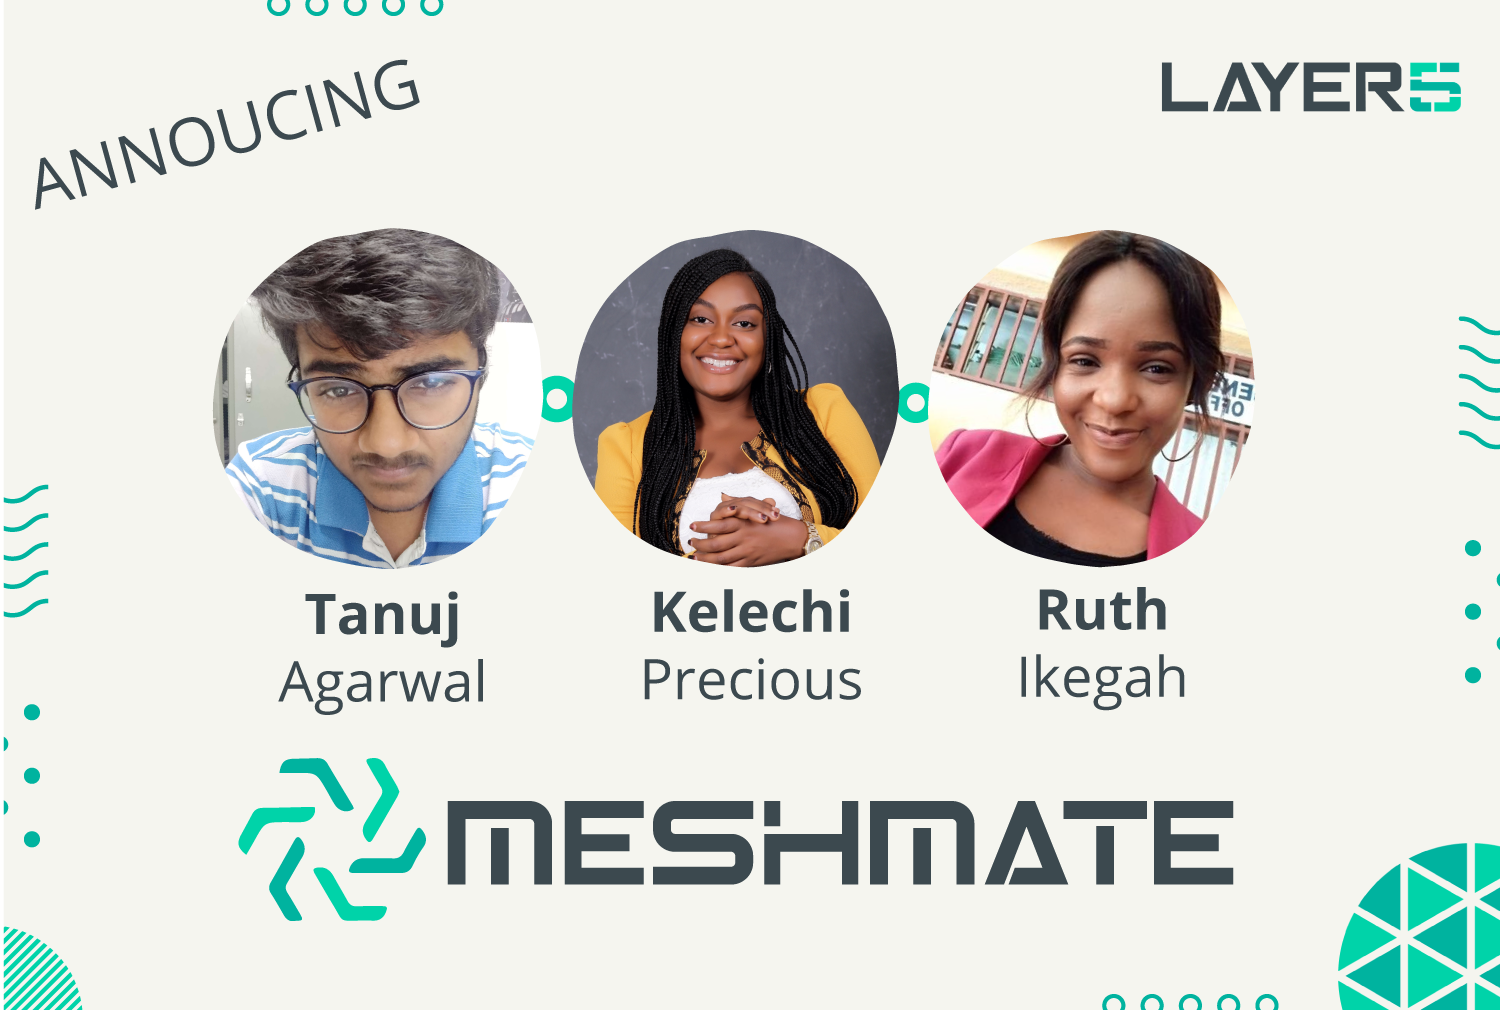 ANNOUCING
LAYER5
Tanuj
Agarwal
Kelechi
Precious
Ruth
Ikegah
MESHMATE